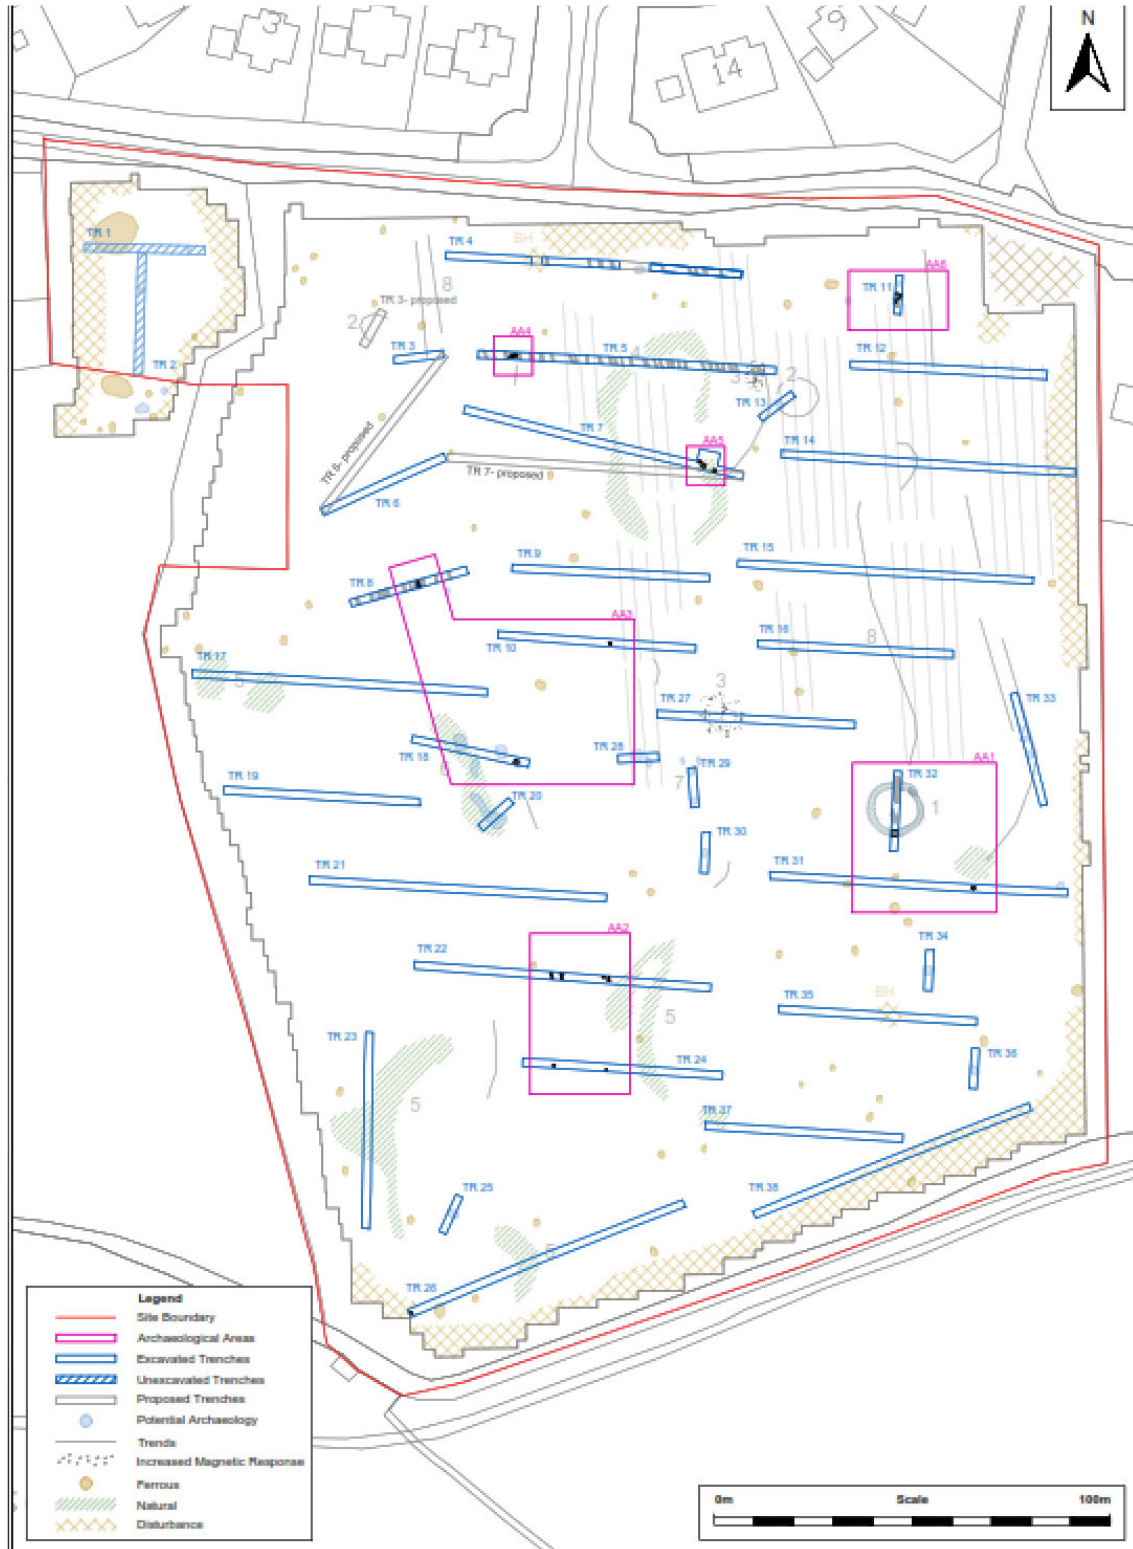 3
1
14
9
N
TR 1
TR 2
TR 4
BH
8
TR 3- proposed
2
TR 3
AA4
TR 5
4
3
2
TR 13
AA6
TR 11
TR 12
TR 7
AA5
TR 14
TR 6- proposed
TR 7- proposed
TR 6
TR 8
TR 9
TR 15
AA3
TR 10
TR 16
8
TR 17
5
TR 27
3
TR 33
TR 18
6
TR 28
TR 29
7
AA1
TR 32
1
TR 19
TR 20
TR 30
TR 21
TR 31
AA2
TR 22
5
TR 34
TR 35
BH
TR 23
TR 24
TR 36
5
TR 37
TR 25
TR 38
5
TR 26
Legend
Site Boundary
Archaeological Areas
Excavated Trenches
Unexcavated Trenches
Proposed Trenches
Potential Archaeology
Trends
Increased Magnetic Response
Ferrous
Natural
Disturbance
0m Scale 100m